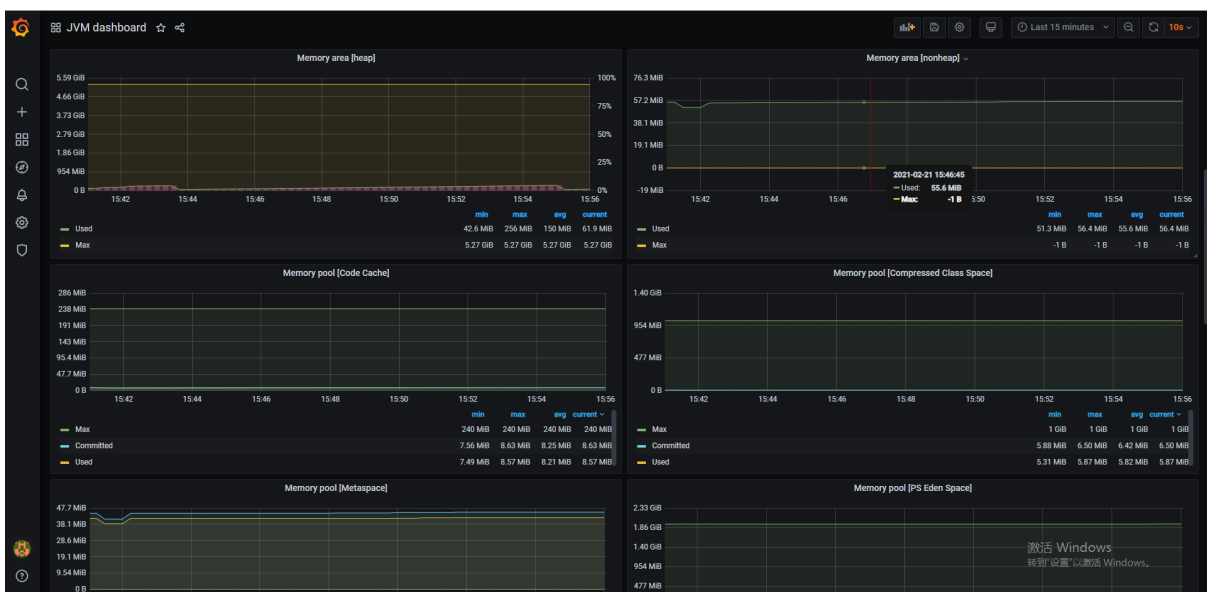 JVM dashboard
Last 15 minutes
10s
Memory area [heap]
5.59 GiB
4.66 GiB
3.73 GiB
2.79 GiB
1.86 GiB
954 MiB
0 B
100%
75%
50%
25%
0%
15:42 15:44 15:46 15:48 15:50 15:52 15:54 15:56
min max avg current
Used 42.6 MiB 256 MiB 150 MiB 61.9 MiB
Max 5.27 GiB 5.27 GiB 5.27 GiB 5.27 GiB
Memory area [nonheap]
76.3 MiB
57.2 MiB
38.1 MiB
19.1 MiB
0 B
-19 MiB
2021-02-21 15:46:45
Used: 55.6 MiB
Max: -1 B
15:42 15:44 15:46 5:50 15:52 15:54 15:56
min max avg current
Used 51.3 MiB 56.4 MiB 55.6 MiB 56.4 MiB
Max -1 B -1 B -1 B -1 B
Memory pool [Code Cache]
286 MiB
238 MiB
191 MiB
143 MiB
95.4 MiB
47.7 MiB
0 B
15:42 15:44 15:46 15:48 15:50 15:52 15:54 15:56
min max avg current
Max 240 MiB 240 MiB 240 MiB 240 MiB
Committed 7.56 MiB 8.63 MiB 8.25 MiB 8.63 MiB
Used 7.49 MiB 8.57 MiB 8.21 MiB 8.57 MiB
Memory pool [Compressed Class Space]
1.40 GiB
954 MiB
477 MiB
0 B
15:42 15:44 15:46 15:48 15:50 15:52 15:54 15:56
min max avg current
Max 1 GiB 1 GiB 1 GiB 1 GiB
Committed 5.88 MiB 6.50 MiB 6.42 MiB 6.50 MiB
Used 5.31 MiB 5.87 MiB 5.82 MiB 5.87 MiB
Memory pool [Metaspace]
47.7 MiB
38.1 MiB
28.6 MiB
19.1 MiB
9.54 MiB
0 B
Memory pool [PS Eden Space]
2.33 GiB
1.86 GiB
1.40 GiB
954 MiB
477 MiB
激活 Windows
转到"设置"以激活 Windows。